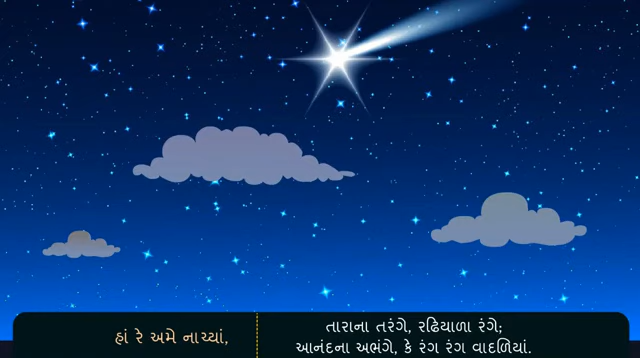 હાં રે અમે નાચ્યાં,
તારાના તરંગે, રઢિયાળા રંગે;
આનંદના અભંગે, કે રંગ રંગ વાદળિયાં.